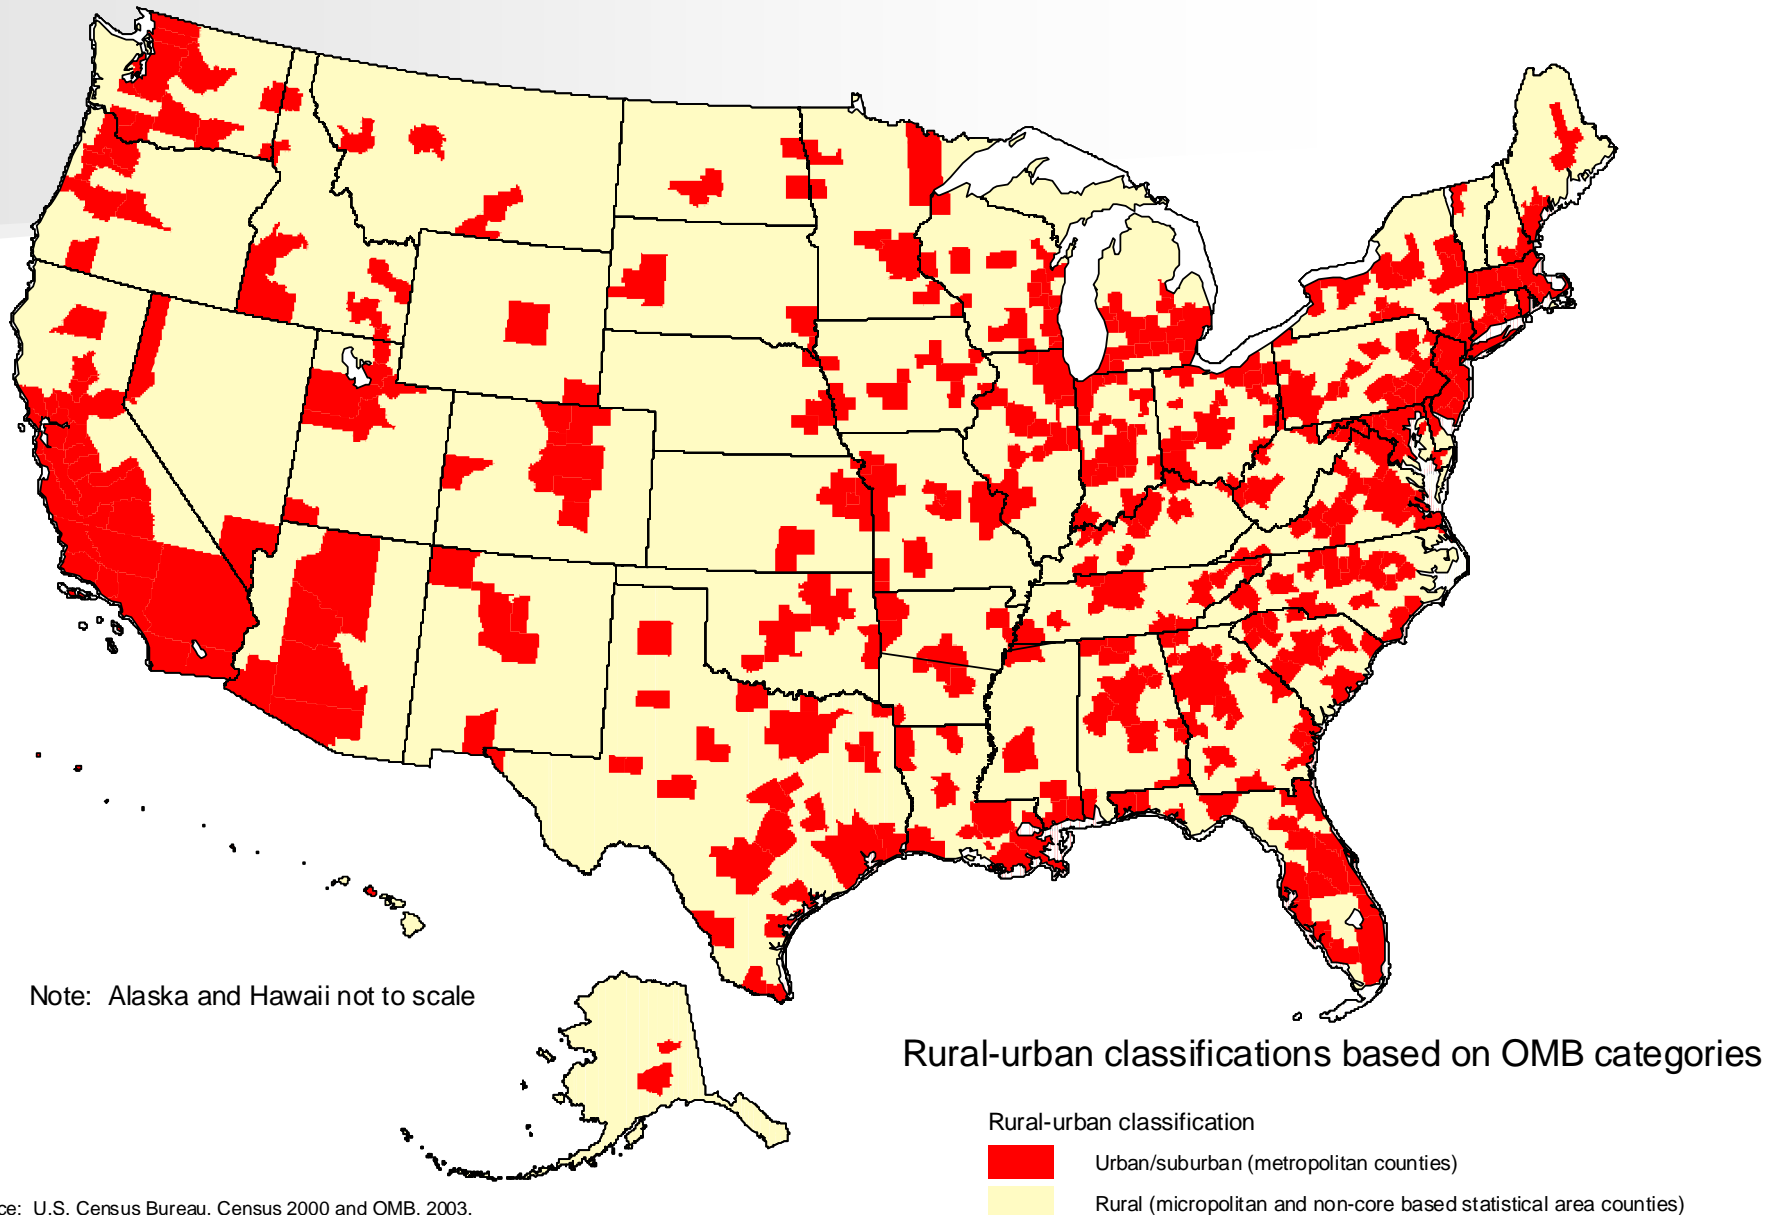 Note: Alaska and Hawaii not to scale
Rural-urban classifications based on OMB categories
Rural-urban classification
Urban/suburban (metropolitan counties)
Rural (micropolitan and non-core based statistical area counties)
ce: U.S. Census Bureau, Census 2000 and OMB, 2003.